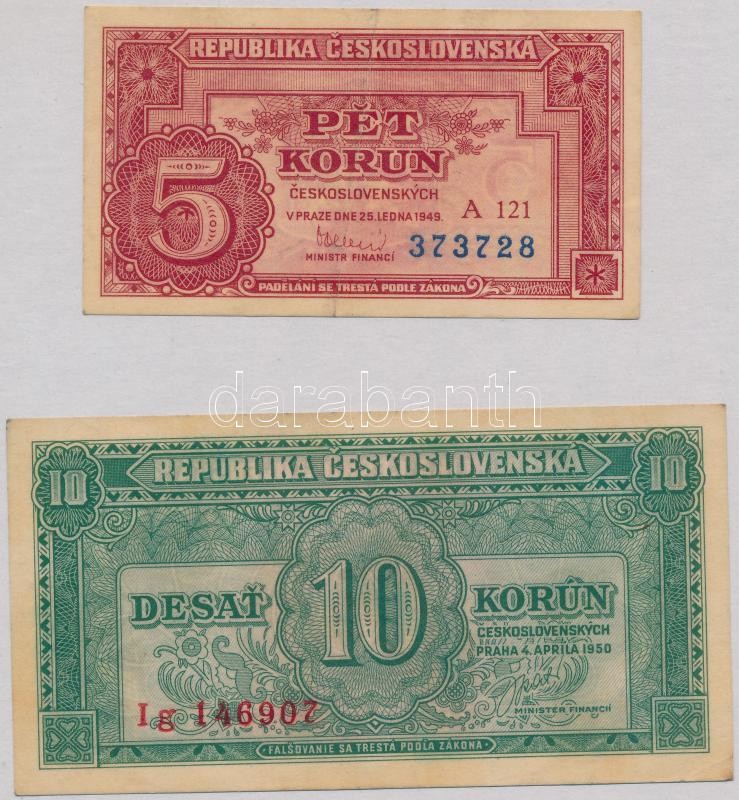 REPUBLIKA ČESKOSLOVENSKÁ
PĚT
KORUN
5
ČESKOSLOVENSKÝCH
V PRAZE DNE 25. LEDNA 1949.
A 121
373728
MINISTR FINANCÍ
PADĚLÁNÍ SE TRESTÁ PODLE ZÁKONA
darabanth
REPUBLIKA ČESKOSLOVENSKÁ
10
10
DESAŤ
10
KORÚN
ČESKOSLOVENSKÝCH
PRAHA 4. APRÍLA 1950
Ig 146907
MINISTER FINANCIÍ
FALŠOVANIE SA TRESTÁ PODĽA ZÁKONA